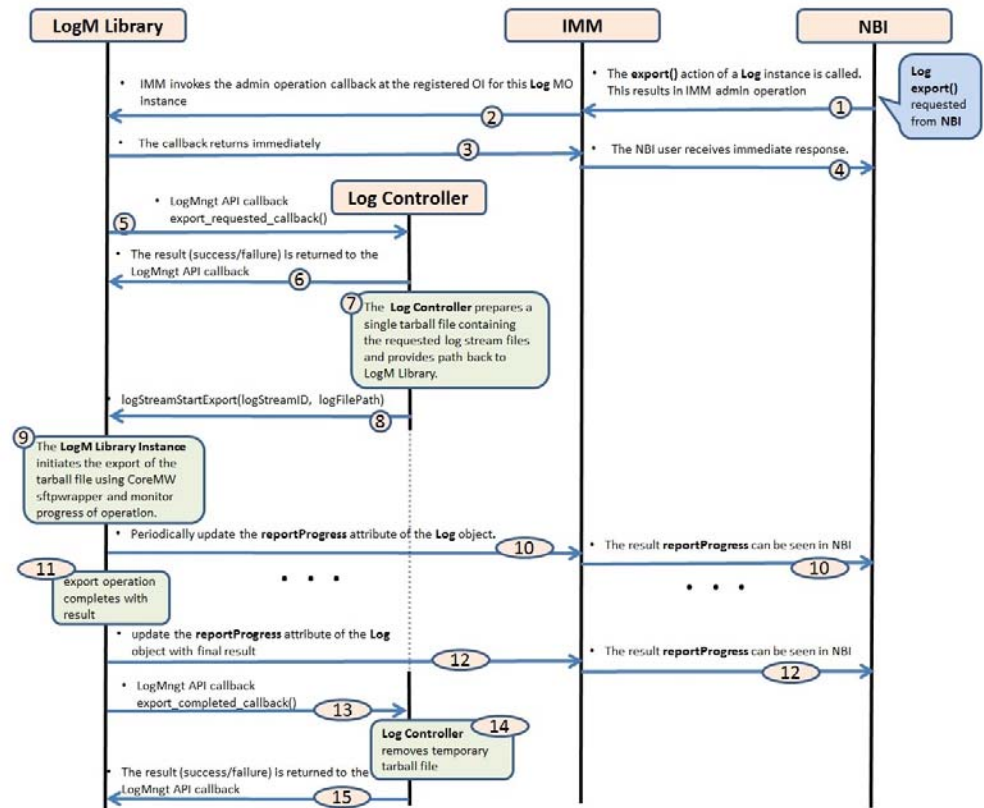 LogM Library
IMM
NBI
• IMM invokes the admin operation callback at the registered OI for this Log MO
instance
2
• The export() action of a Log instance is called.
This results in IMM admin operation
1
Log
export()
requested
from NBI
• The callback returns immediately
3
• The NBI user receives immediate response.
4
Log Controller
• LogMngt API callback
export_requested_callback()
5
• The result (success/failure) is returned to the
LogMngt API callback
6
7
The Log Controller prepares a
single tarball file containing
the requested log stream files
and provides path back to
LogM Library.
• logStreamStartExport(logStreamID, logFilePath)
8
9
The LogM Library Instance
initiates the export of the
tarball file using CoreMW
sftpwrapper and monitor
progress of operation.
• Periodically update the reportProgress attribute of the Log object.
10
• The result reportProgress can be seen in NBI
10
11
export operation
completes with
result
. . .
. . .
• update the reportProgress attribute of the Log
object with final result
12
• The result reportProgress can be seen in NBI
12
• LogMngt API callback
export_completed_callback()
13
14
Log Controller
removes temporary
tarball file
• The result (success/failure) is returned to the
LogMngt API callback
15